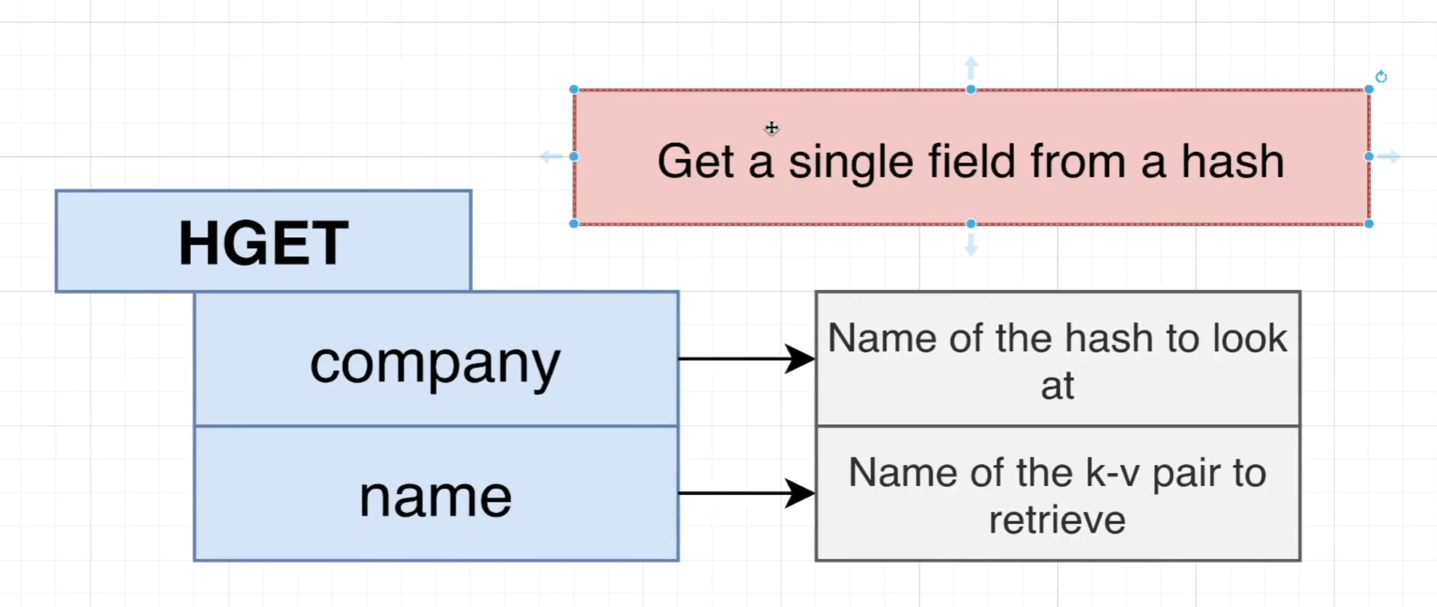 Get a single field from a hash
HGET
company
Name of the hash to look
at
name
Name of the k-v pair to
retrieve